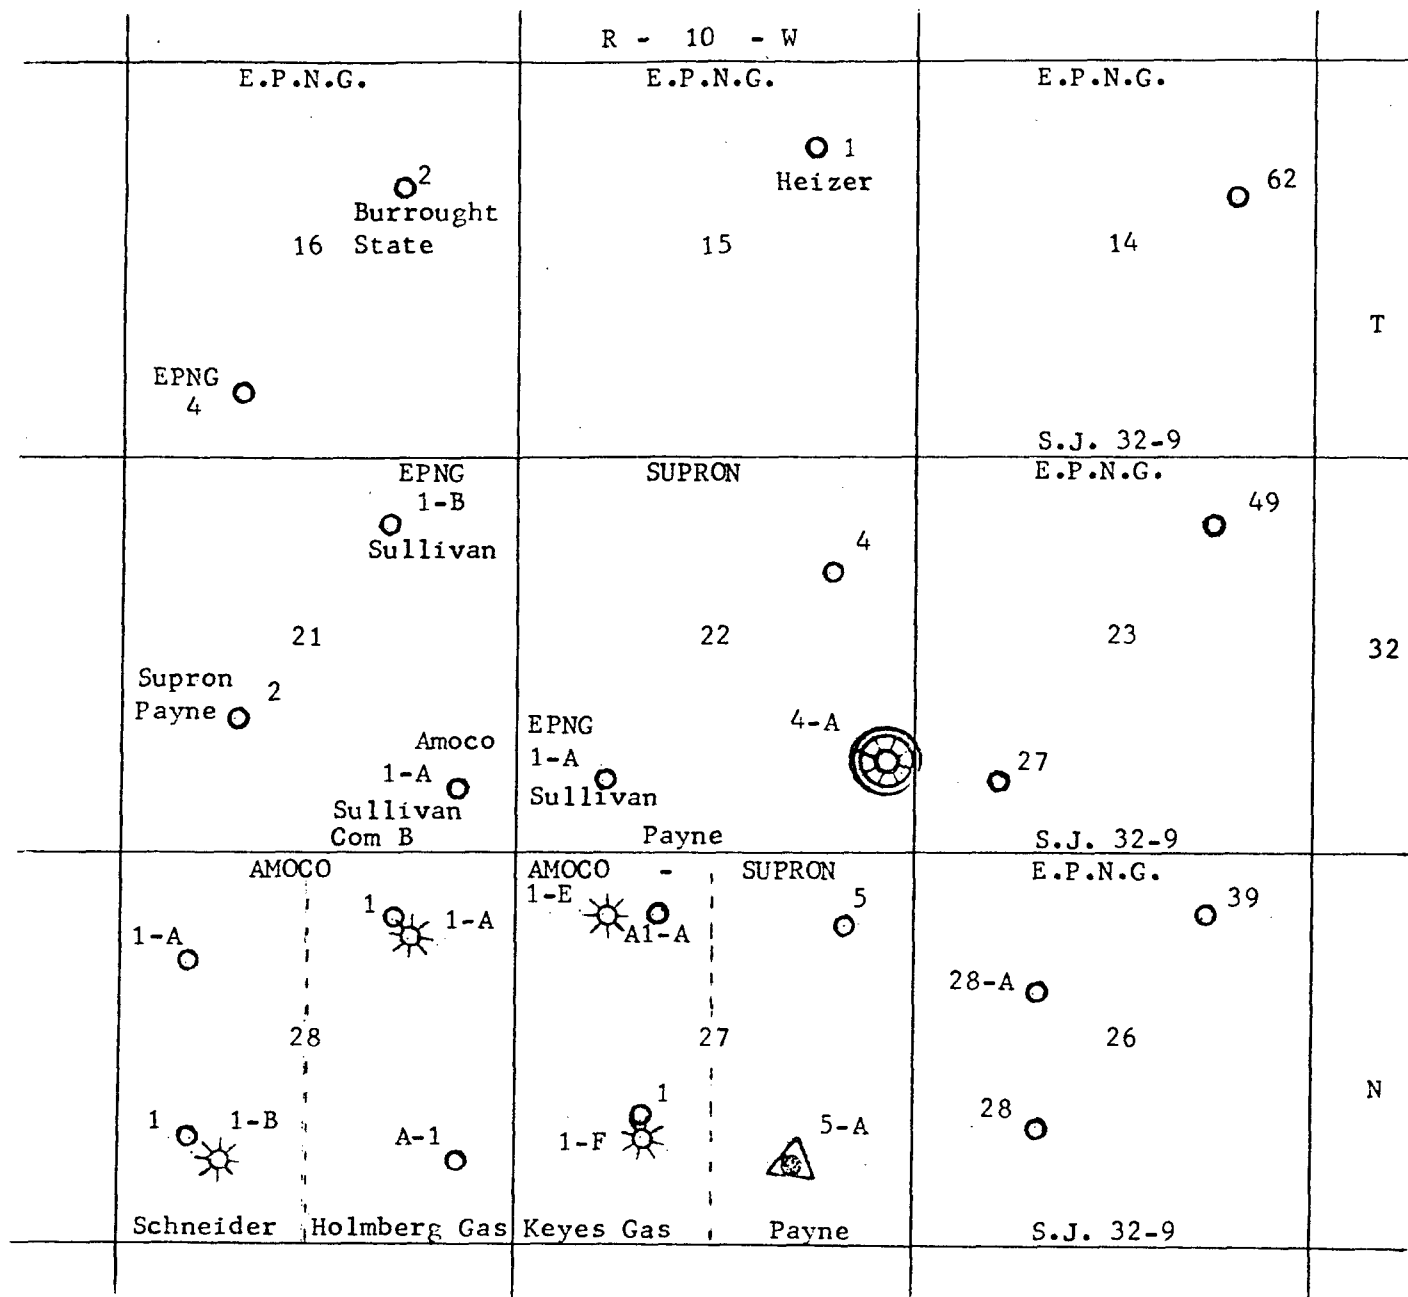 R - 10 - W
E.P.N.G.
E.P.N.G.
E.P.N.G.
2
Burrought
State
16
1
Heizer
15
62
14
T
EPNG
4
S.J. 32-9
EPNG
1-B
Sullivan
SUPRON
E.P.N.G.
49
4
21
22
23
32
Supron
Payne
2
Amoco
1-A
Sullivan
Com B
EPNG
1-A
Sullivan
4-A
Payne
27
S.J. 32-9
AMOCO
AMOCO - SUPRON
E.P.N.G.
1-A
1
1-A
1-E
A1-A
5
39
28-A
28
27
26
N
1
1-B
A-1
1
1-F
5-A
28
Schneider
Holmberg Gas
Keyes Gas
Payne
S.J. 32-9